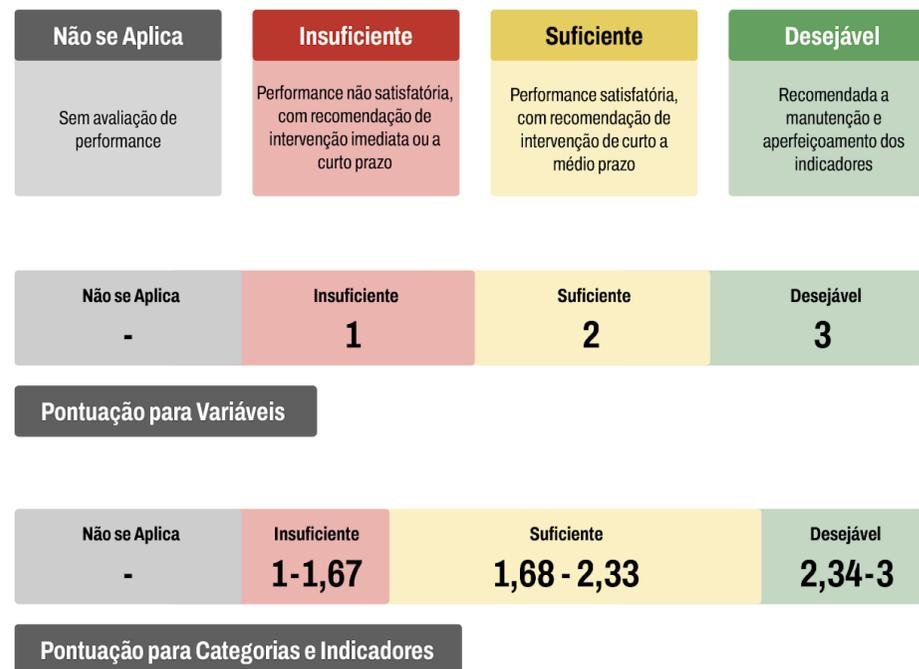 Não se Aplica
Insuficiente
Suficiente
Desejável
Sem avaliação de
performance
Performance não satisfatória,
com recomendação de
intervenção imediata ou a
curto prazo
Performance satisfatória,
com recomendação de
intervenção de curto a
médio prazo
Recomendada a
manutenção e
aperfeiçoamento dos
indicadores
Não se Aplica
-
Insuficiente
1
Suficiente
2
Desejável
3
Pontuação para Variáveis
Não se Aplica
-
Insuficiente
1-1,67
Suficiente
1,68 - 2,33
Desejável
2,34-3
Pontuação para Categorias e Indicadores